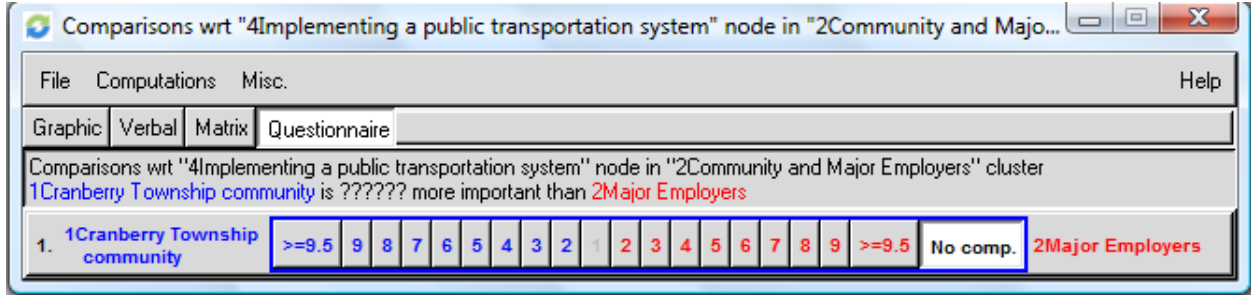 Comparisons wrt "4Implementing a public transportation system" node in "2Community and Majo...
File Computations Misc. Help
Graphic Verbal Matrix Questionnaire
Comparisons wrt "4Implementing a public transportation system" node in "2Community and Major Employers" cluster
1Cranberry Township community is ?????? more important than 2Major Employers
1. 1Cranberry Township community >=9.5 9 8 7 6 5 4 3 2 1 2 3 4 5 6 7 8 9 >=9.5 No comp. 2Major Employers